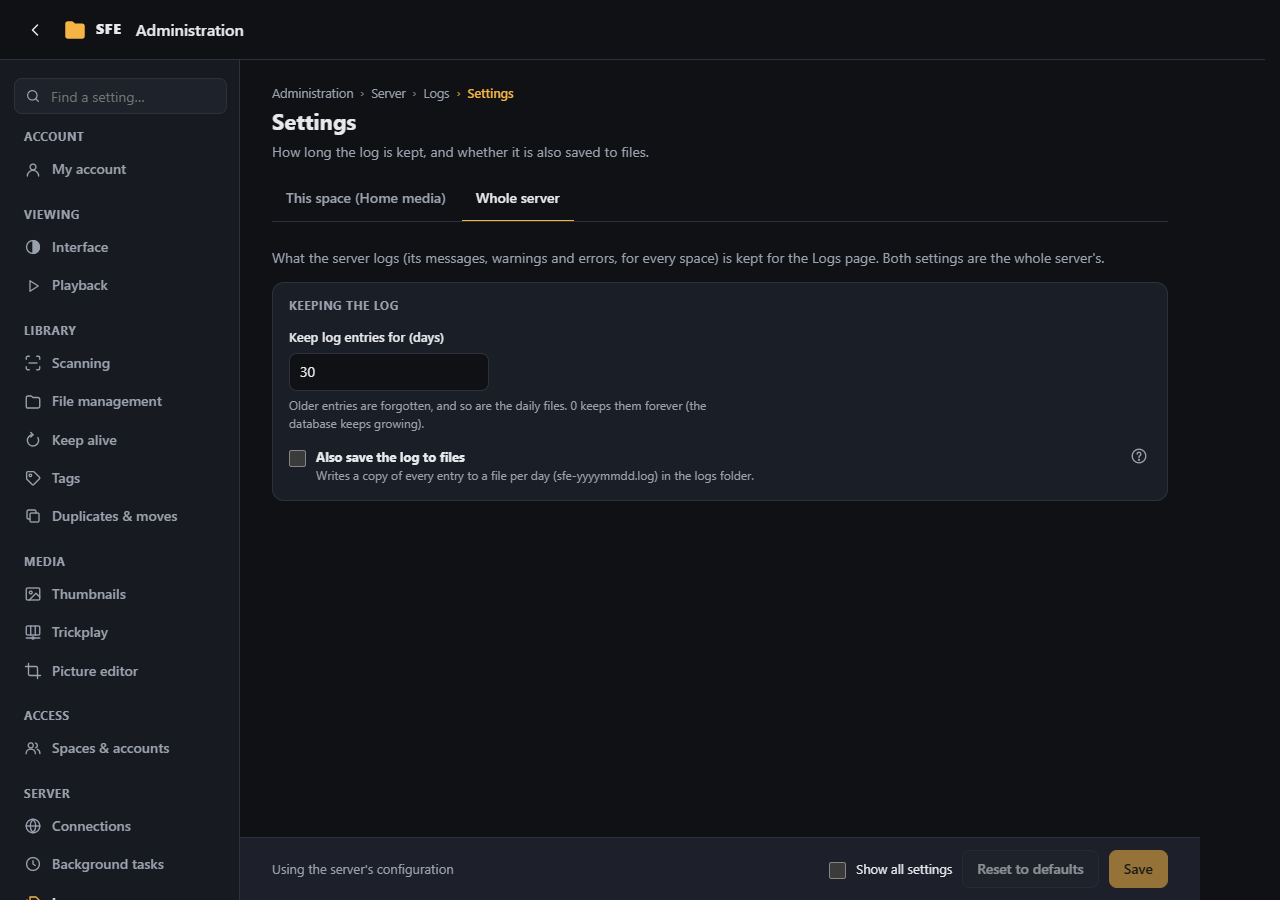 SFE Administration
Find a setting...
ACCOUNT
My account
VIEWING
Interface
Playback
LIBRARY
Scanning
File management
Keep alive
Tags
Duplicates & moves
MEDIA
Thumbnails
Trickplay
Picture editor
ACCESS
Spaces & accounts
SERVER
Connections
Background tasks
Administration › Server › Logs › Settings
Settings
How long the log is kept, and whether it is also saved to files.
This space (Home media) Whole server
What the server logs (its messages, warnings and errors, for every space) is kept for the Logs page. Both settings are the whole server's.
KEEPING THE LOG
Keep log entries for (days)
30
Older entries are forgotten, and so are the daily files. 0 keeps them forever (the
database keeps growing).
Also save the log to files
Writes a copy of every entry to a file per day (sfe-yyyymmdd.log) in the logs folder.
Using the server's configuration
Show all settings
Reset to defaults
Save